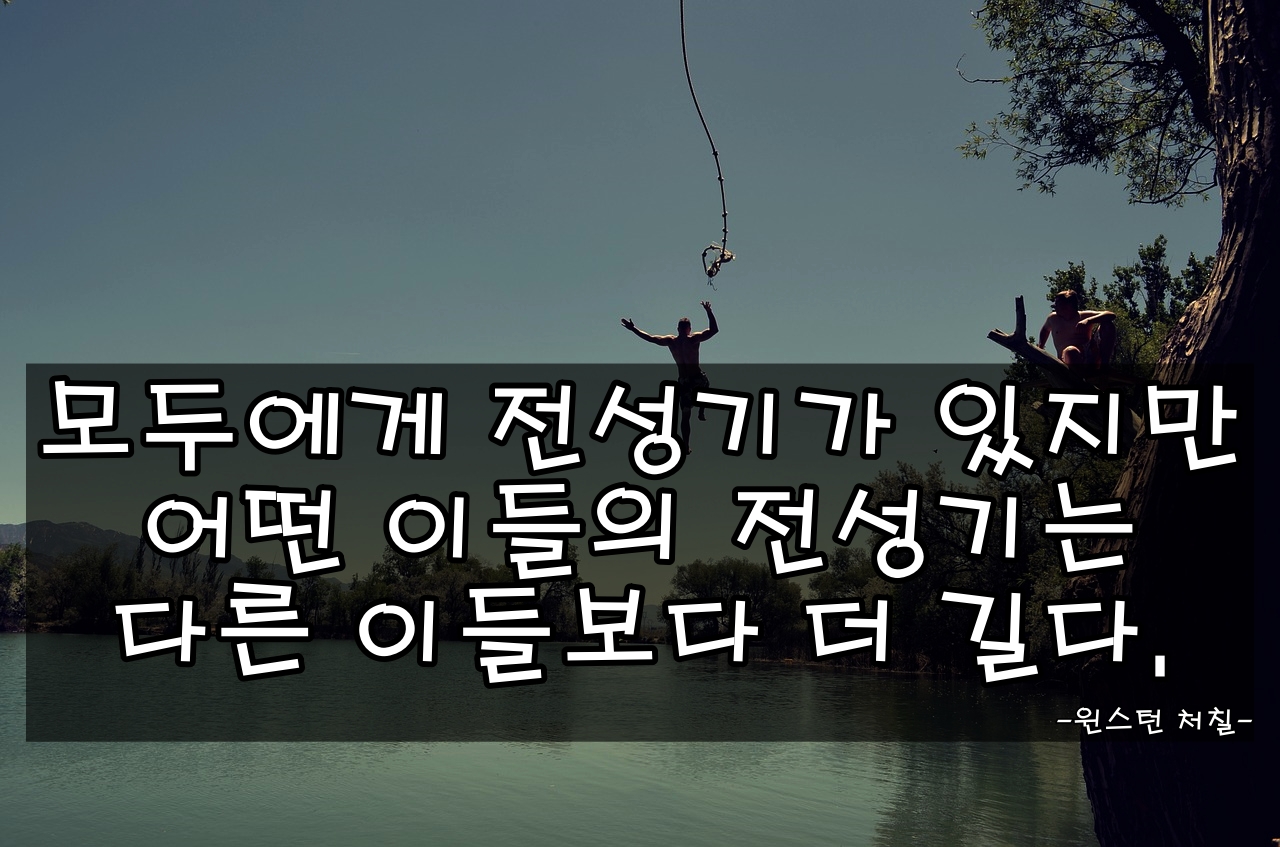 모두에게 전성기가 있지만
어떤 이들의 전성기는
다른 이들보다 더 길다.
-윈스턴 처칠-